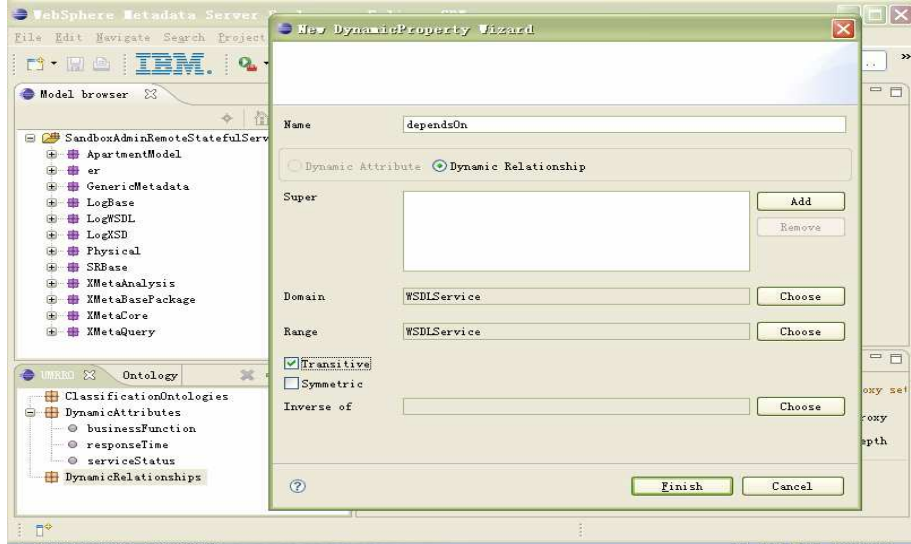 WebSphere Metadata Server
New DynamicProperty Wizard
File Edit Navigate Search Project
IBM.
Model browser
SandboxAdminRemoteStatefulServ
ApartmentModel
er
GenericMetadata
LogBase
LogWSDL
LogXSD
Physical
SRBase
XMetaAnalysis
XMetaBasePackage
XMetaCore
XMetaQuery
Name
dependsOn
Dynamic Attribute
Dynamic Relationship
Super
Add
Remove
Domain
WSDLService
Choose
Range
WSDLService
Choose
Transitive
Symmetric
Inverse of
Choose
Finish
Cancel
Ontology
ClassificationOntologies
DynamicAttributes
businessFunction
responseTime
serviceStatus
DynamicRelationships
oxy set
roxy
epth